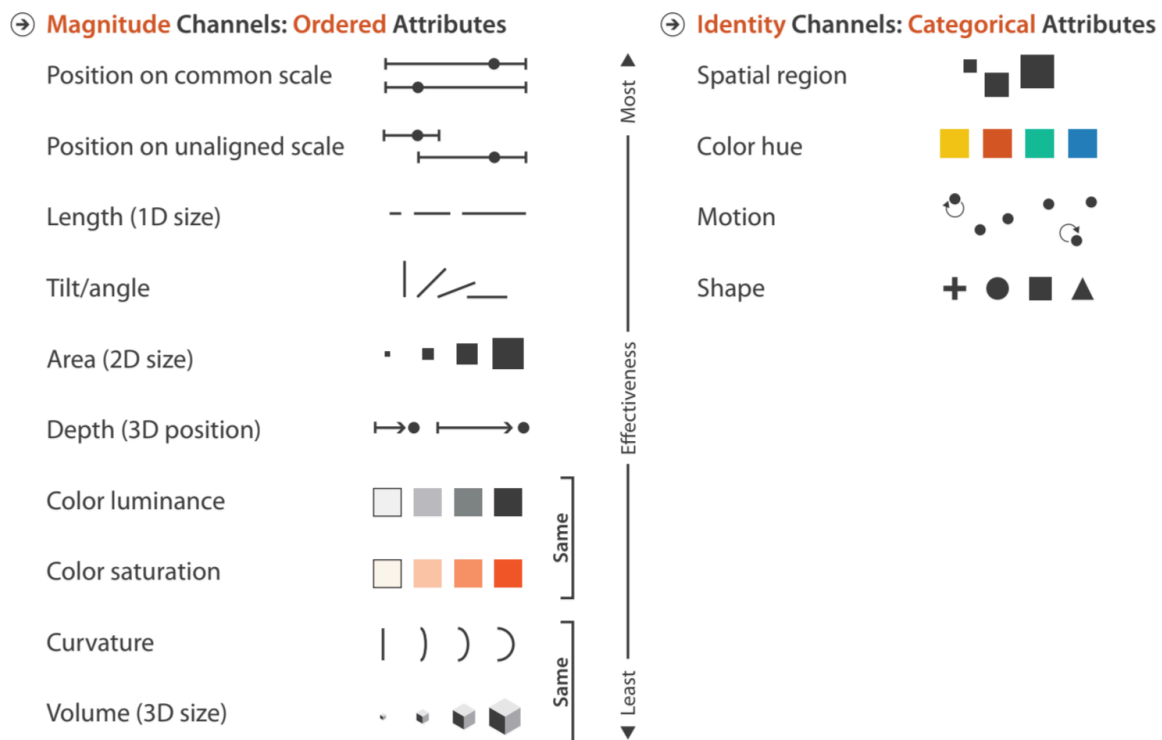 Magnitude Channels: Ordered Attributes
Position on common scale
Position on unaligned scale
Length (1D size)
Tilt/angle
Area (2D size)
Depth (3D position)
Color luminance
Color saturation
Curvature
Volume (3D size)
Same
Same
Most
Effectiveness
Least
Identity Channels: Categorical Attributes
Spatial region
Color hue
Motion
Shape